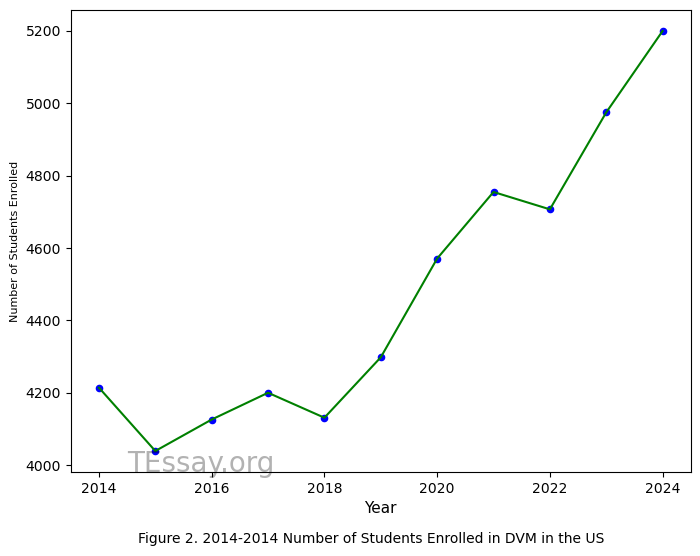 5200
5000
4800
4600
4400
4200
4000
Number of Students Enrolled
TEssay.org
2014 2016 2018 2020 2022 2024
Year
Figure 2. 2014-2014 Number of Students Enrolled in DVM in the US